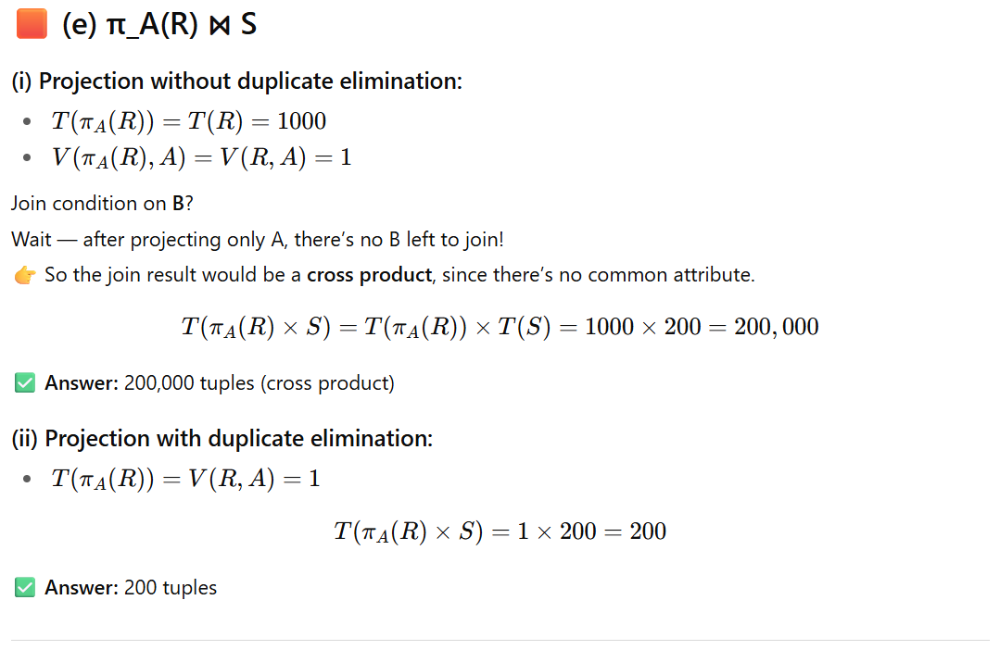 🟥 (e) π_A(R) ⋈ S
(i) Projection without duplicate elimination:
• T(π_A(R)) = T(R) = 1000
• V(π_A(R), A) = V(R, A) = 1
Join condition on B?
Wait — after projecting only A, there’s no B left to join!
👉 So the join result would be a cross product, since there’s no common attribute.
T(π_A(R) × S) = T(π_A(R)) × T(S) = 1000 × 200 = 200,000
✅ Answer: 200,000 tuples (cross product)
(ii) Projection with duplicate elimination:
• T(π_A(R)) = V(R, A) = 1
T(π_A(R) × S) = 1 × 200 = 200
✅ Answer: 200 tuples